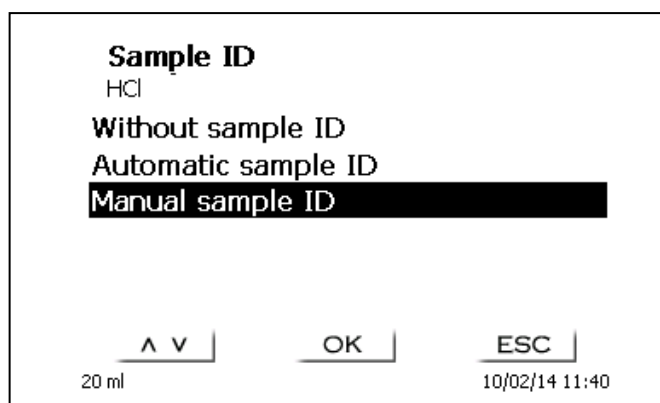 Sample ID
HCl
Without sample ID
Automatic sample ID
Manual sample ID
∧ ∨ OK ESC
20 ml 10/02/14 11:40